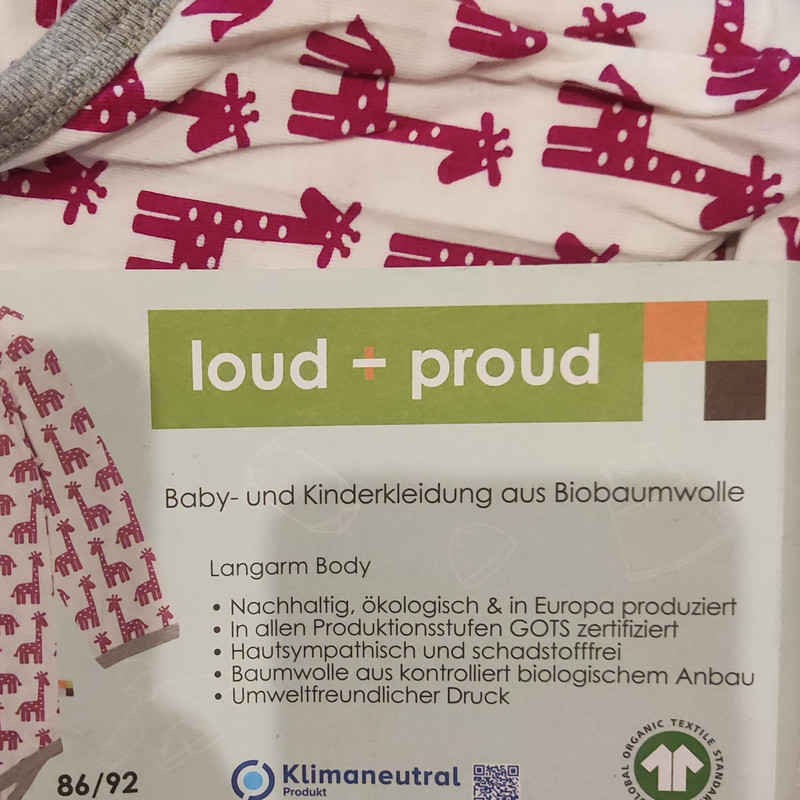 loud + proud
Baby- und Kinderkleidung aus Biobaumwolle
Langarm Body
• Nachhaltig, ökologisch & in Europa produziert
• In allen Produktionsstufen GOTS zertifiziert
• Hautsympathisch und schadstofffrei
• Baumwolle aus kontrolliert biologischem Anbau
• Umweltfreundlicher Druck
86/92
Klimaneutral
Produkt
GLOBAL ORGANIC TEXTILE STANDARD